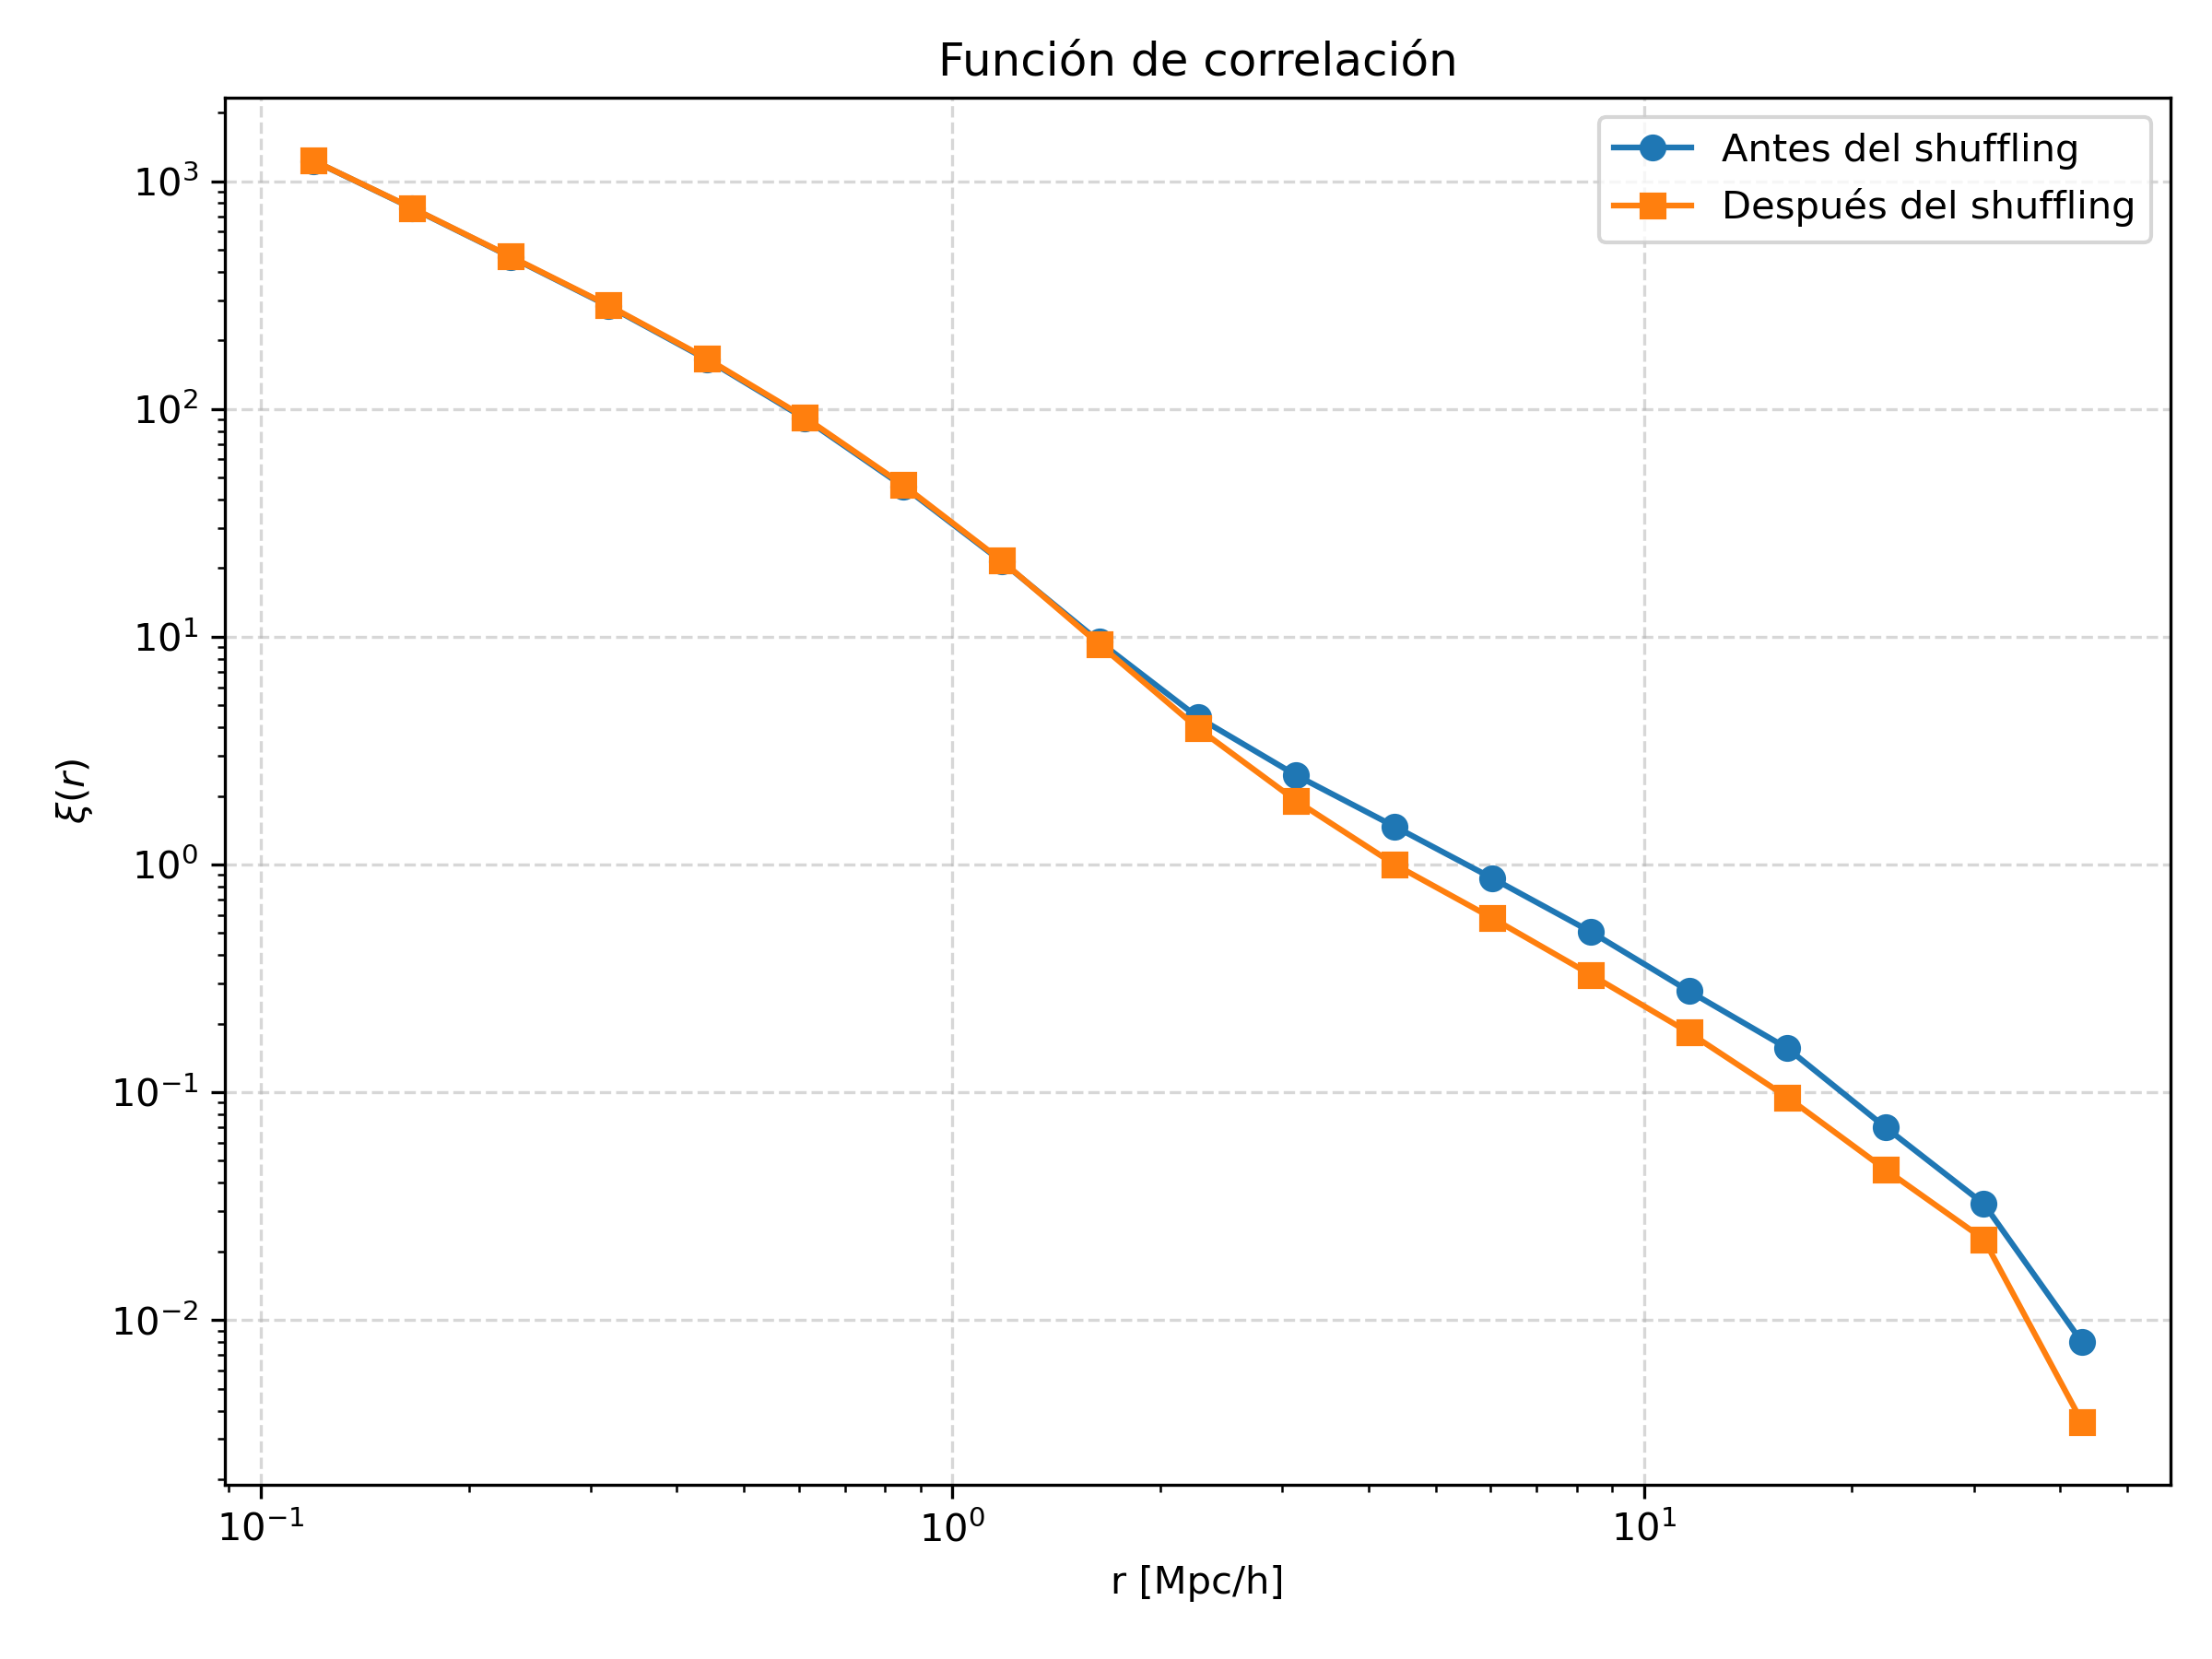 Función de correlación
Antes del shuffling
Después del shuffling
ξ(r)
10³
10²
10¹
10⁰
10⁻¹
10⁻²
10⁻¹
10⁰
10¹
r [Mpc/h]